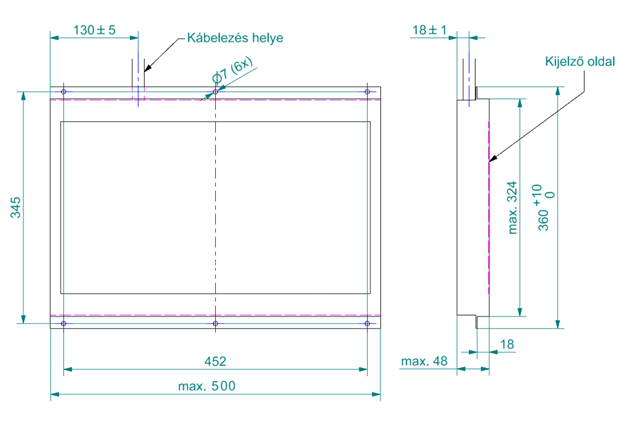 130 ± 5
Kábelezés helye
18 ± 1
Ø7 (6x)
Kijelző oldal
345
max. 324
360 +10
0
452
max. 500
18
max. 48